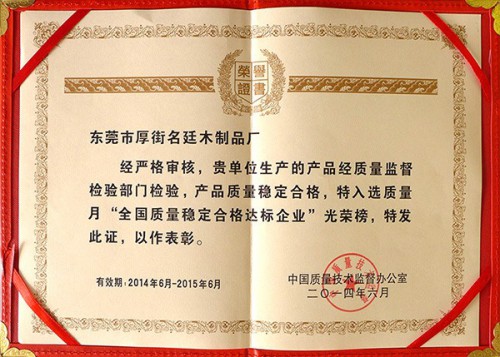 榮譽
證書
东莞市厚街名廷木制品厂
经严格审核，贵单位生产的产品经质量监督
检验部门检验，产品质量稳定合格，特入选质量
月“全国质量稳定合格达标企业”光荣榜，特发
此证，以作表彰。
有效期：2014年6月-2015年6月
中国质量技术监督办公室
二〇一四年六月